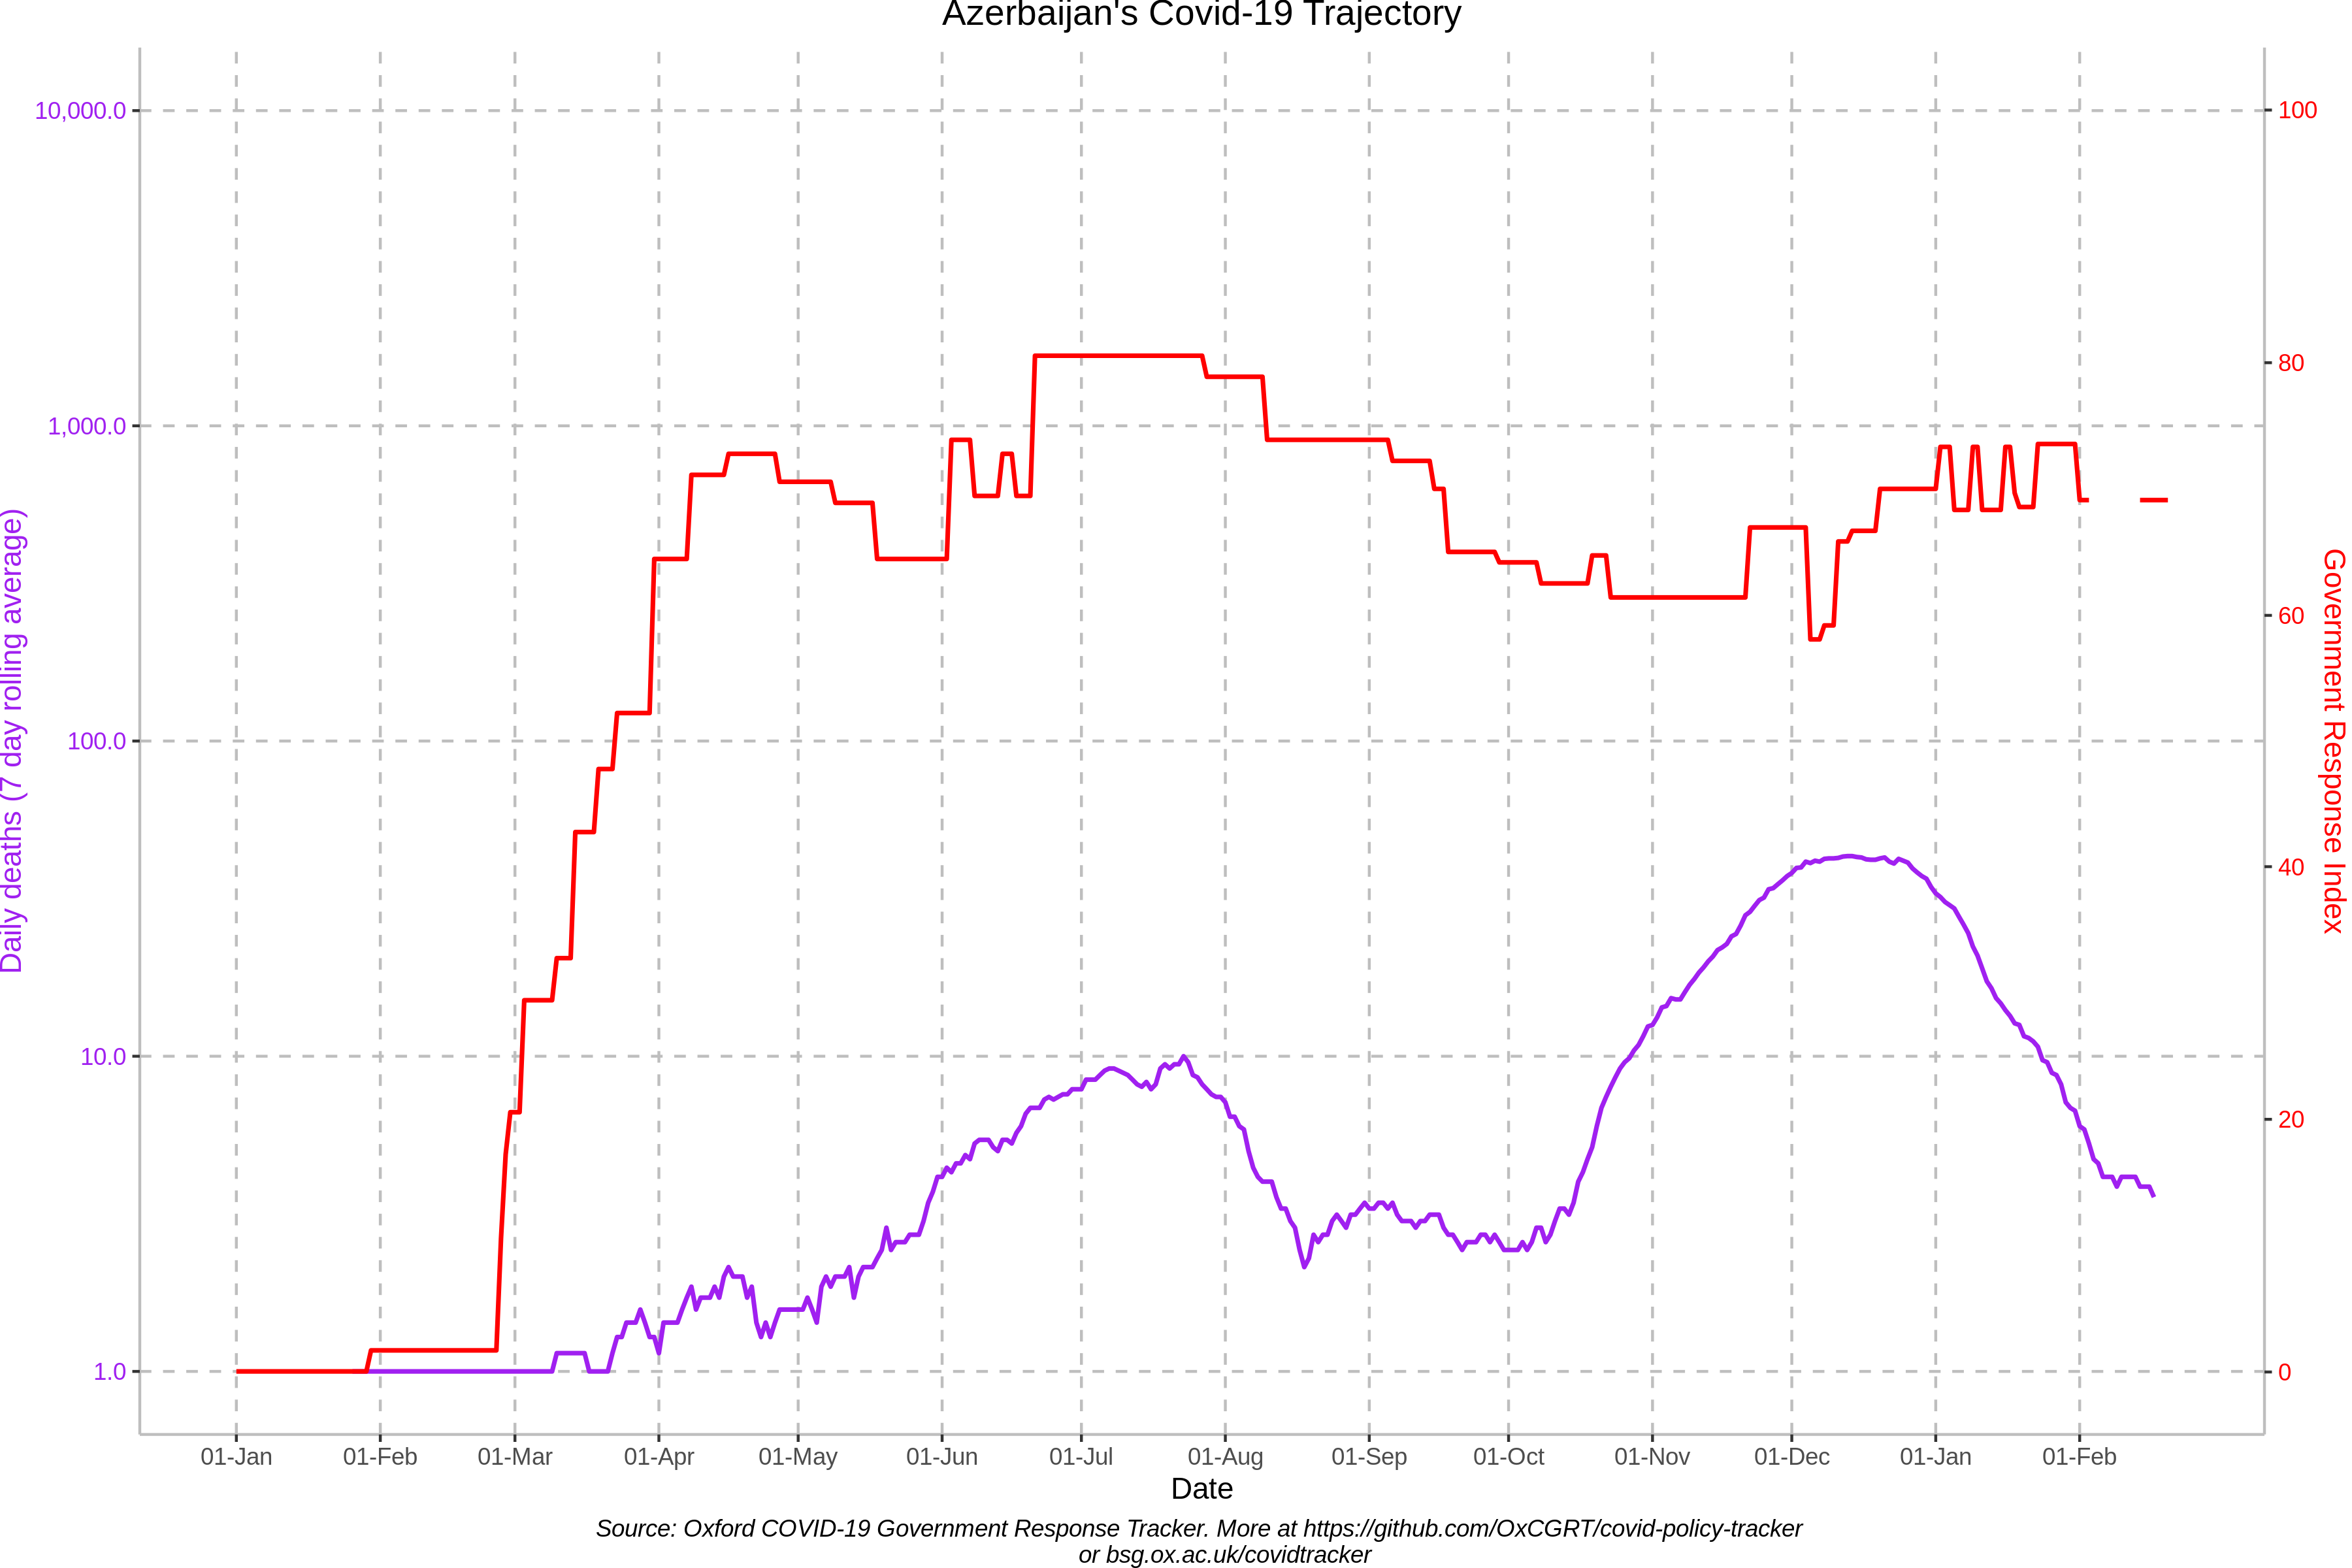 Azerbaijan's Covid-19 Trajectory
10,000.0
1,000.0
100.0
10.0
1.0
Daily deaths (7 day rolling average)
100
80
60
40
20
0
Government Response Index
01-Jan
01-Feb
01-Mar
01-Apr
01-May
01-Jun
01-Jul
01-Aug
01-Sep
01-Oct
01-Nov
01-Dec
01-Jan
01-Feb
Date
Source: Oxford COVID-19 Government Response Tracker. More at https://github.com/OxCGRT/covid-policy-tracker
or bsg.ox.ac.uk/covidtracker